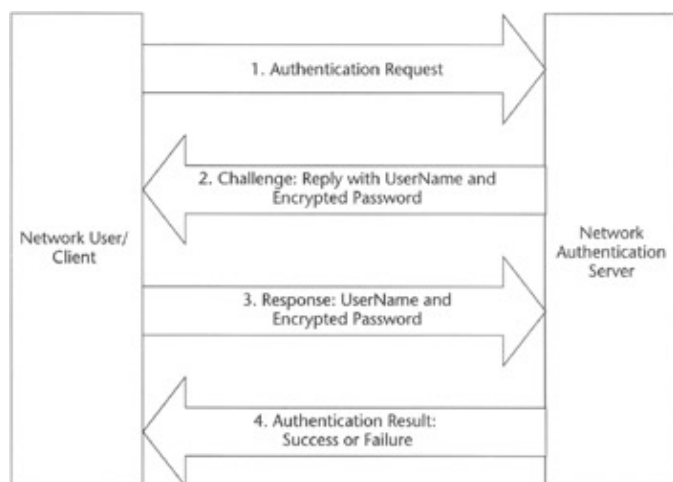 1. Authentication Request
2. Challenge: Reply with UserName and
Encrypted Password
Network User/
Client
Network
Authentication
Server
3. Response: UserName and
Encrypted Password
4. Authentication Result:
Success or Failure